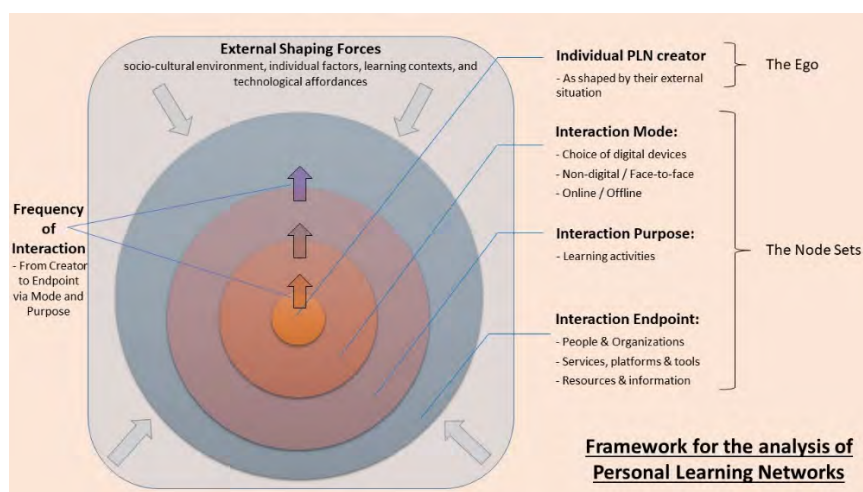 External Shaping Forces
socio-cultural environment, individual factors, learning contexts, and
technological affordances
Frequency
of
Interaction
- From Creator
to Endpoint
via Mode and
Purpose
Individual PLN creator
- As shaped by their external
situation
The Ego
Interaction Mode:
- Choice of digital devices
- Non-digital / Face-to-face
- Online / Offline
Interaction Purpose:
- Learning activities
The Node Sets
Interaction Endpoint:
- People & Organizations
- Services, platforms & tools
- Resources & information
Framework for the analysis of
Personal Learning Networks